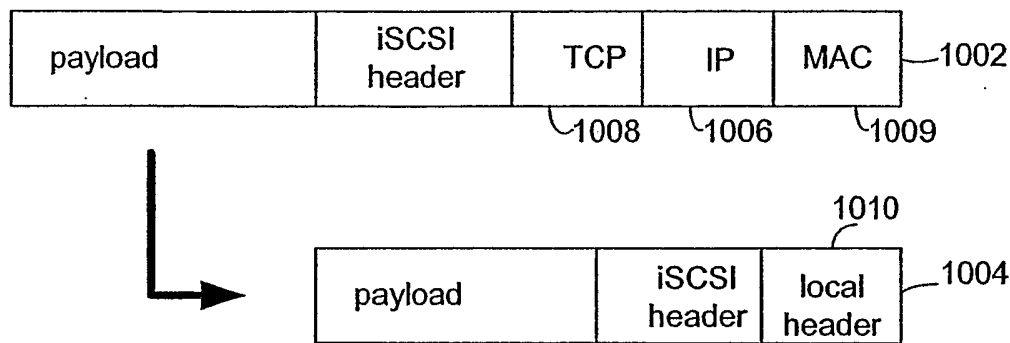 payload
iSCSI
header
TCP
IP
MAC
1002
1008
1006
1009
1010
1004
payload
iSCSI
header
local
header